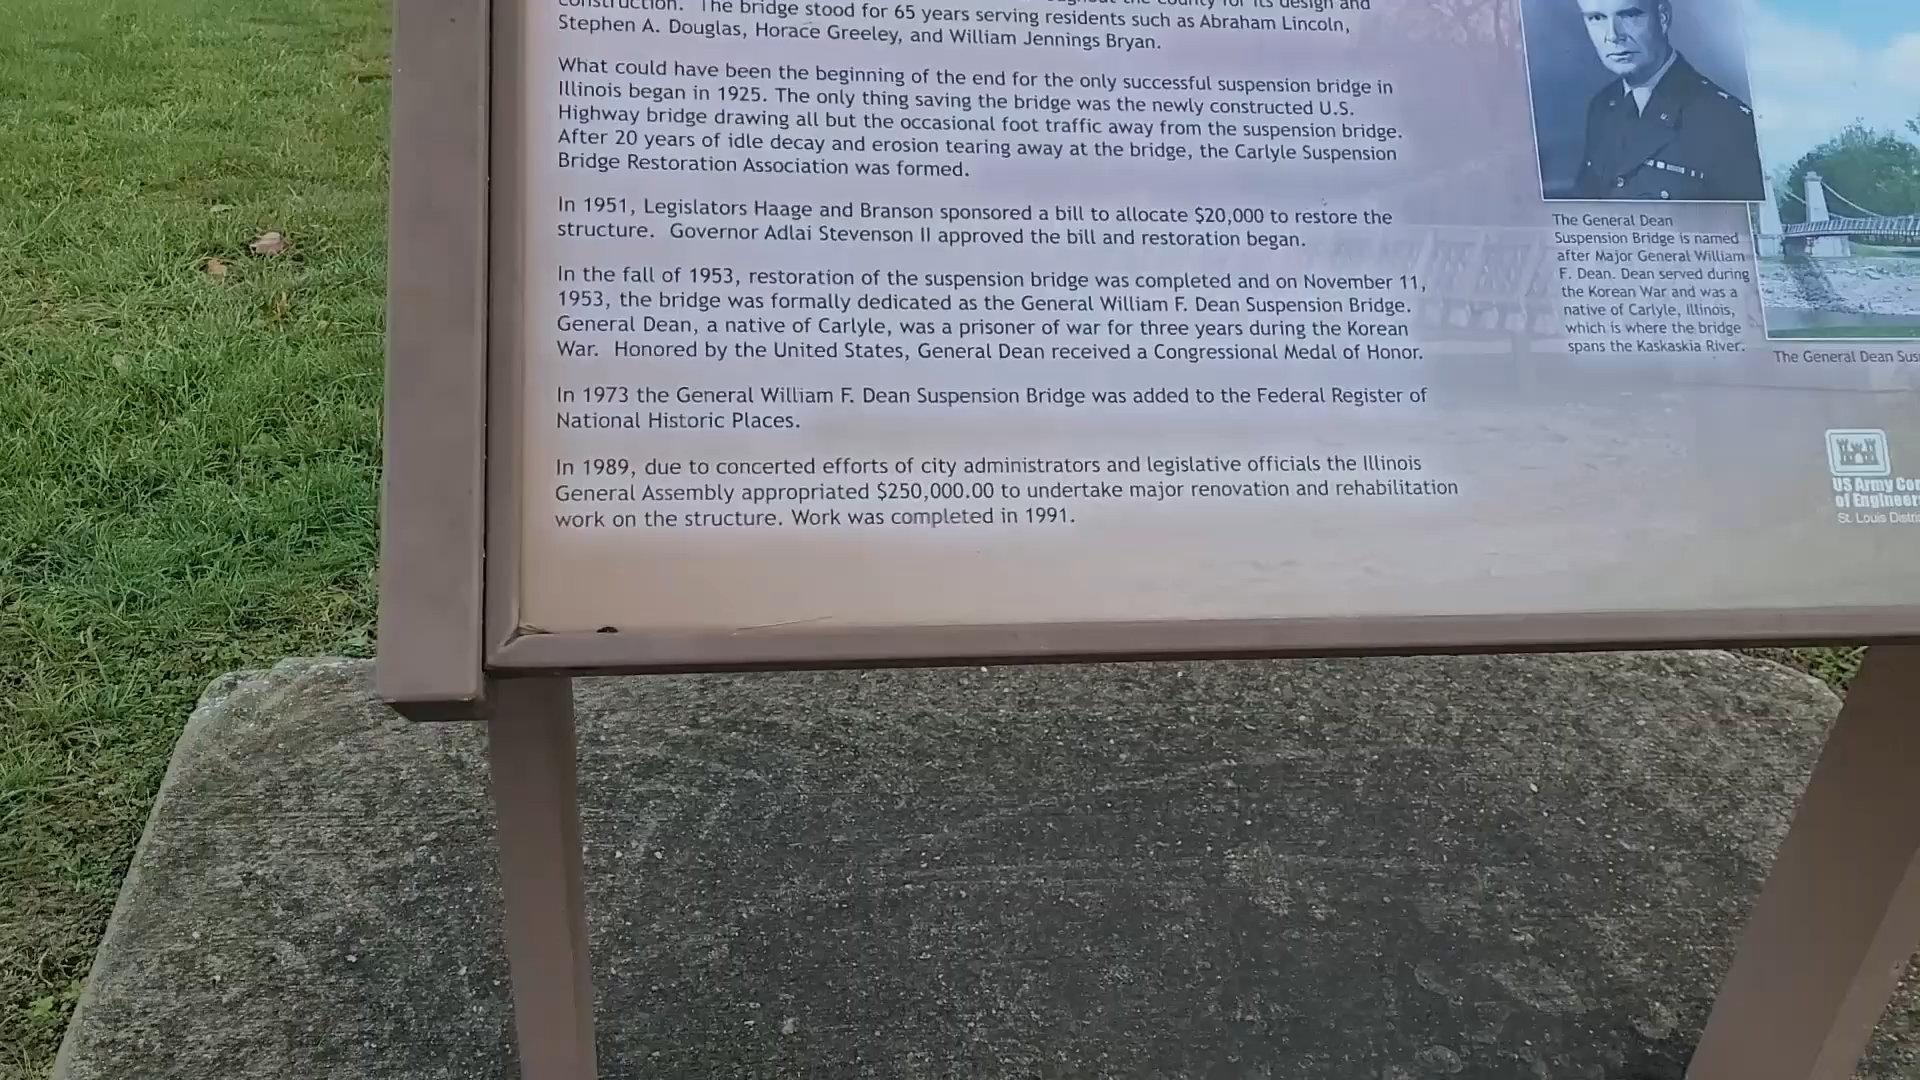 construction. The bridge stood for 65 years serving residents such as Abraham Lincoln,
Stephen A. Douglas, Horace Greeley, and William Jennings Bryan.
What could have been the beginning of the end for the only successful suspension bridge in
Illinois began in 1925. The only thing saving the bridge was the newly constructed U.S.
Highway bridge drawing all but the occasional foot traffic away from the suspension bridge.
After 20 years of idle decay and erosion tearing away at the bridge, the Carlyle Suspension
Bridge Restoration Association was formed.
In 1951, Legislators Haage and Branson sponsored a bill to allocate $20,000 to restore the
structure. Governor Adlai Stevenson II approved the bill and restoration began.
In the fall of 1953, restoration of the suspension bridge was completed and on November 11,
1953, the bridge was formally dedicated as the General William F. Dean Suspension Bridge.
General Dean, a native of Carlyle, was a prisoner of war for three years during the Korean
War. Honored by the United States, General Dean received a Congressional Medal of Honor.
In 1973 the General William F. Dean Suspension Bridge was added to the Federal Register of
National Historic Places.
In 1989, due to concerted efforts of city administrators and legislative officials the Illinois
General Assembly appropriated $250,000.00 to undertake major renovation and rehabilitation
work on the structure. Work was completed in 1991.
The General Dean
Suspension Bridge is named
after Major General William
F. Dean. Dean served during
the Korean War and was a
native of Carlyle, Illinois,
which is where the bridge
spans the Kaskaskia River.
The General Dean Sus
US Army Cor
of Engineer
St. Louis Distri